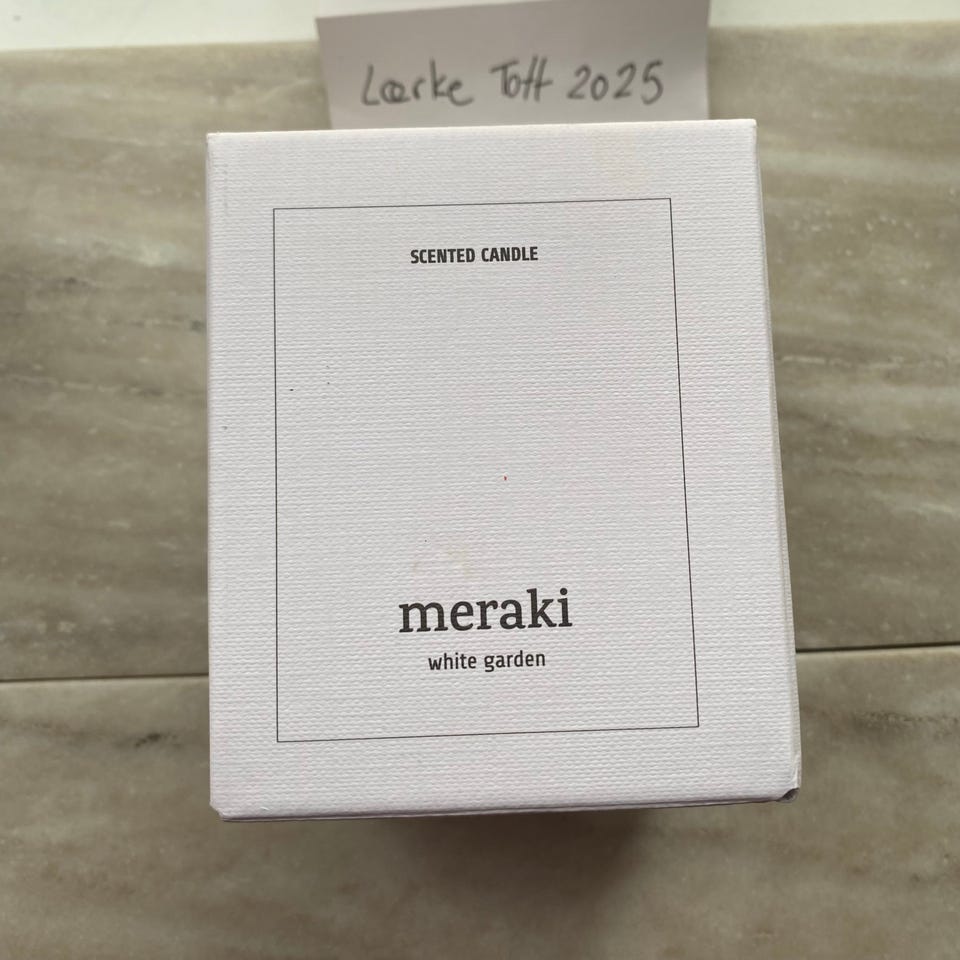 Lærke Toft 2025
SCENTED CANDLE
meraki
white garden